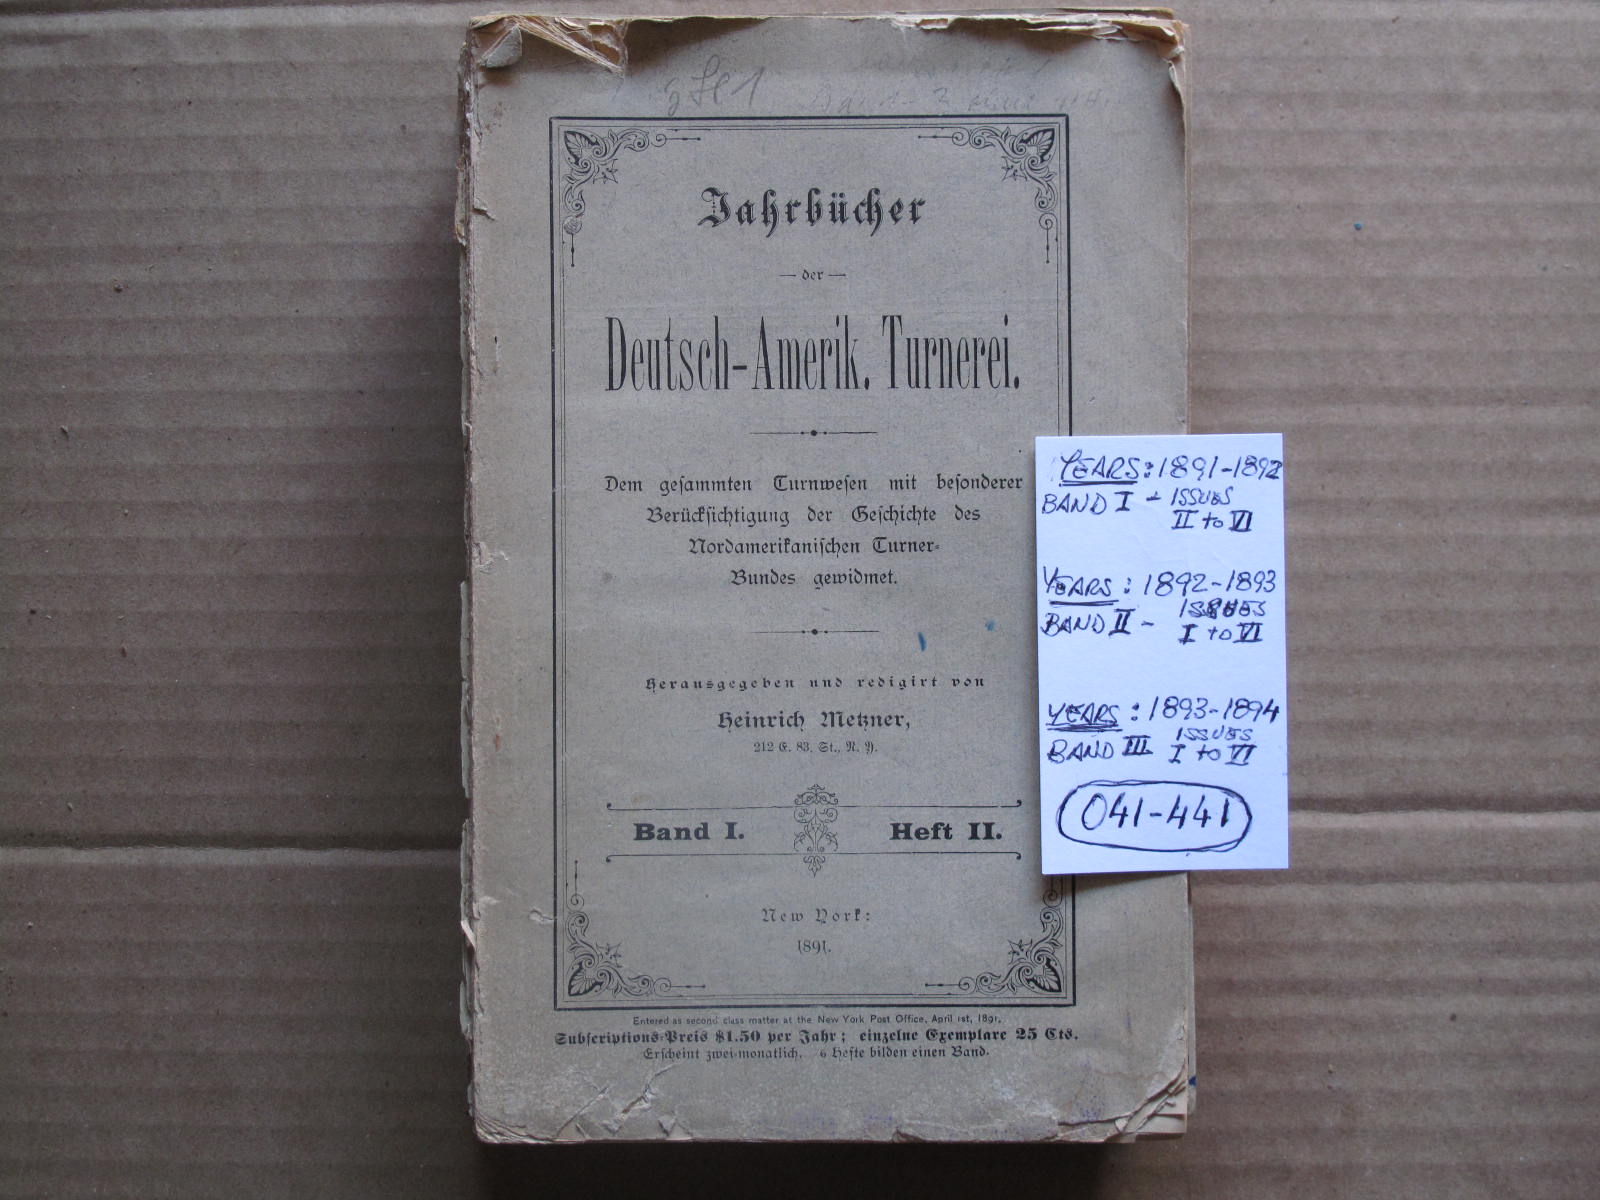 Jahrbücher
— der —
Deutsch-Amerik. Turnerei.
Dem gesammten Turnwesen mit besonderer
Berücksichtigung der Geschichte des
Nordamerikanischen Turner-
Bundes gewidmet.
Herausgegeben und redigirt von
Heinrich Metzner,
212 E. 83. St., N. Y.
Band I. Heft II.
New York:
1891.
Entered as second class matter at the New York Post Office, April 1st, 1891.
Subscriptions-Preis $1.50 per Jahr; einzelne Exemplare 25 Cts.
Erscheint zwei-monatlich. 6 Hefte bilden einen Band.
YEARS: 1891-1892
BAND I - ISSUES
II to VI
YEARS: 1892-1893
BAND II - ISSUES
I to VI
YEARS: 1893-1894
BAND III ISSUES
I to VI
041-441